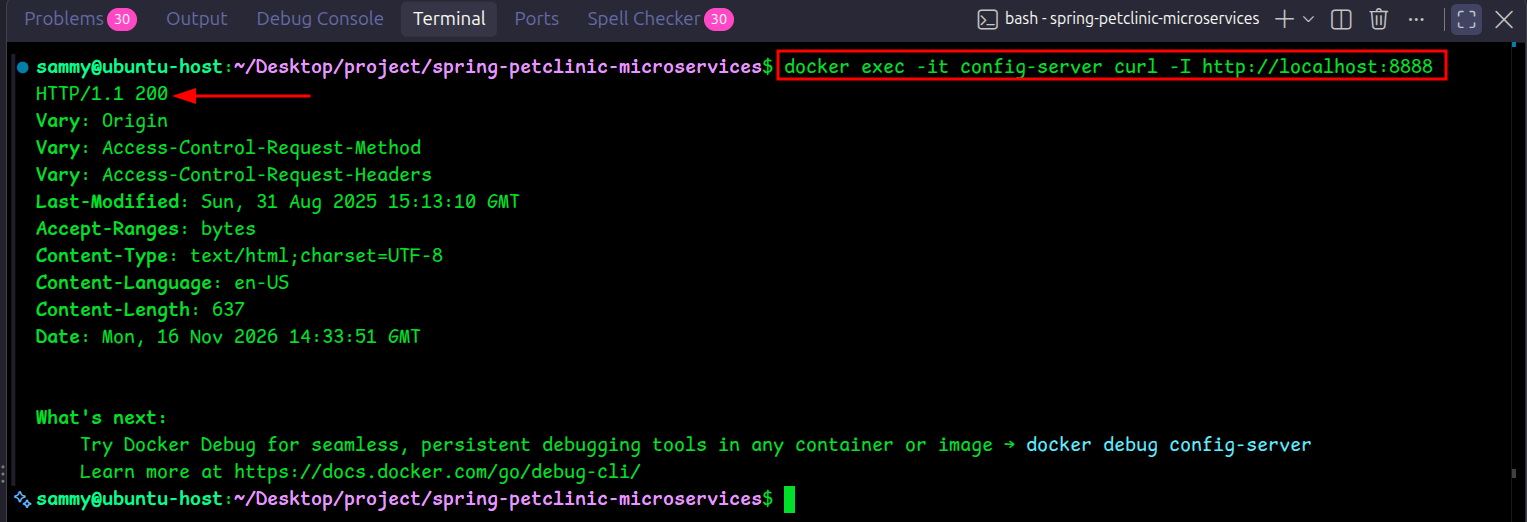 Problems 30 Output Debug Console Terminal Ports Spell Checker 30 bash - spring-petclinic-microservices
sammy@ubuntu-host:~/Desktop/project/spring-petclinic-microservices$ docker exec -it config-server curl -I http://localhost:8888
HTTP/1.1 200
Vary: Origin
Vary: Access-Control-Request-Method
Vary: Access-Control-Request-Headers
Last-Modified: Sun, 31 Aug 2025 15:13:10 GMT
Accept-Ranges: bytes
Content-Type: text/html;charset=UTF-8
Content-Language: en-US
Content-Length: 637
Date: Mon, 16 Nov 2026 14:33:51 GMT
What's next:
Try Docker Debug for seamless, persistent debugging tools in any container or image → docker debug config-server
Learn more at https://docs.docker.com/go/debug-cli/
sammy@ubuntu-host:~/Desktop/project/spring-petclinic-microservices$